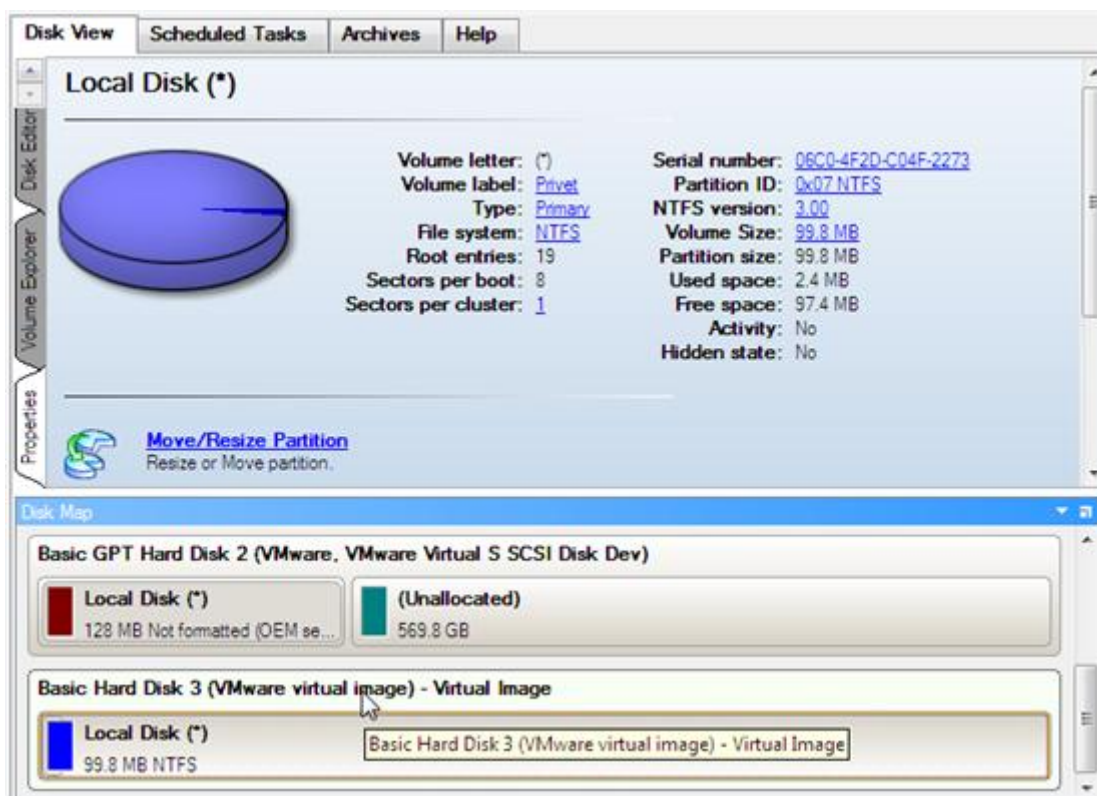 Disk View Scheduled Tasks Archives Help
Local Disk (*)
Disk Editor
Volume Explorer
Properties
Volume letter: (*)
Volume label: Privet
Type: Primary
File system: NTFS
Root entries: 19
Sectors per boot: 8
Sectors per cluster: 1
Serial number: 06C0-4F2D-C04F-2273
Partition ID: 0x07 NTFS
NTFS version: 3.00
Volume Size: 99.8 MB
Partition size: 99.8 MB
Used space: 2.4 MB
Free space: 97.4 MB
Activity: No
Hidden state: No
Move/Resize Partition
Resize or Move partition.
Disk Map
Basic GPT Hard Disk 2 (VMware, VMware Virtual S SCSI Disk Dev)
Local Disk (*)
128 MB Not formatted (OEM se...
(Unallocated)
569.8 GB
Basic Hard Disk 3 (VMware virtual image) - Virtual Image
Local Disk (*)
99.8 MB NTFS
Basic Hard Disk 3 (VMware virtual image) - Virtual Image